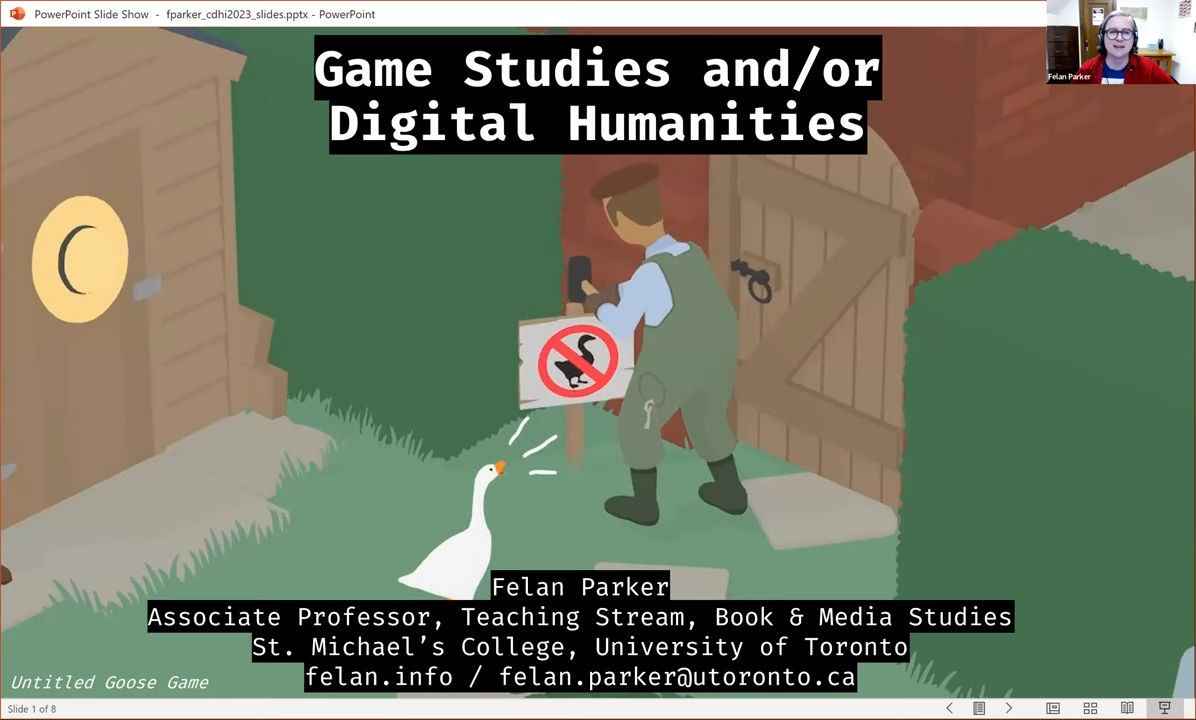 PowerPoint Slide Show - fparker_cdhi2023_slides.pptx - PowerPoint
Felan Parker
Game Studies and/or
Digital Humanities
Felan Parker
Associate Professor, Teaching Stream, Book & Media Studies
St. Michael’s College, University of Toronto
felan.info / felan.parker@utoronto.ca
Untitled Goose Game
Slide 1 of 8